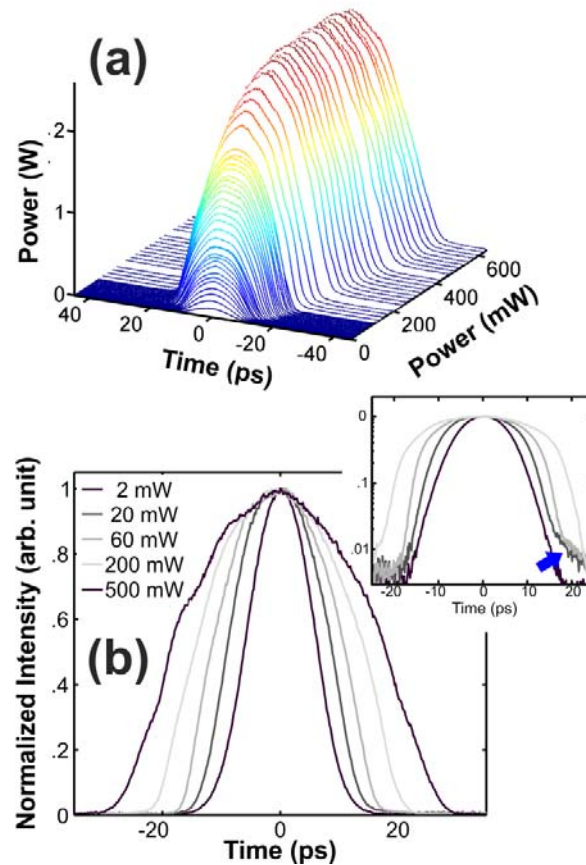 (a)
Power (W)
2
1
0
40
20
0
-20
-40
Time (ps)
0
200
400
600
Power (mW)
0
.1
.01
-20
-10
0
10
20
Time (ps)
(b)
Normalized Intensity (arb. unit)
1
.8
.6
.4
.2
0
2 mW
20 mW
60 mW
200 mW
500 mW
-20
0
20
Time (ps)